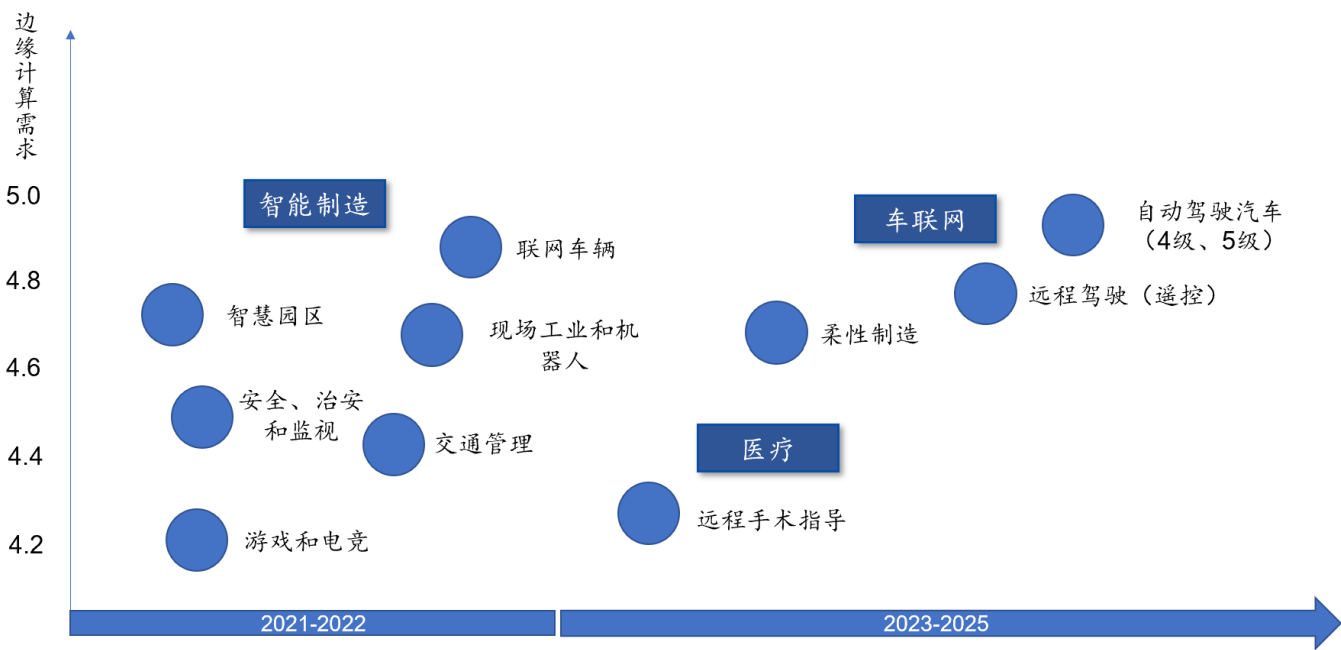 边缘计算需求
5.0
4.8
4.6
4.4
4.2
智能制造
联网车辆
智慧园区
现场工业和机
器人
安全、治安
和监视
交通管理
游戏和电竞
车联网
自动驾驶汽车
（4级、5级）
远程驾驶（遥控）
柔性制造
医疗
远程手术指导
2021-2022
2023-2025